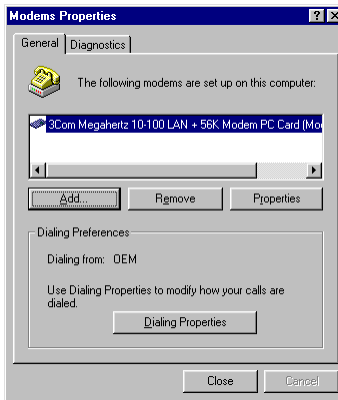 Modems Properties
General Diagnostics
The following modems are set up on this computer:
3Com Megahertz 10-100 LAN + 56K Modem PC Card (Mo
Add... Remove Properties
Dialing Preferences
Dialing from: OEM
Use Dialing Properties to modify how your calls are
dialed.
Dialing Properties
Close Cancel